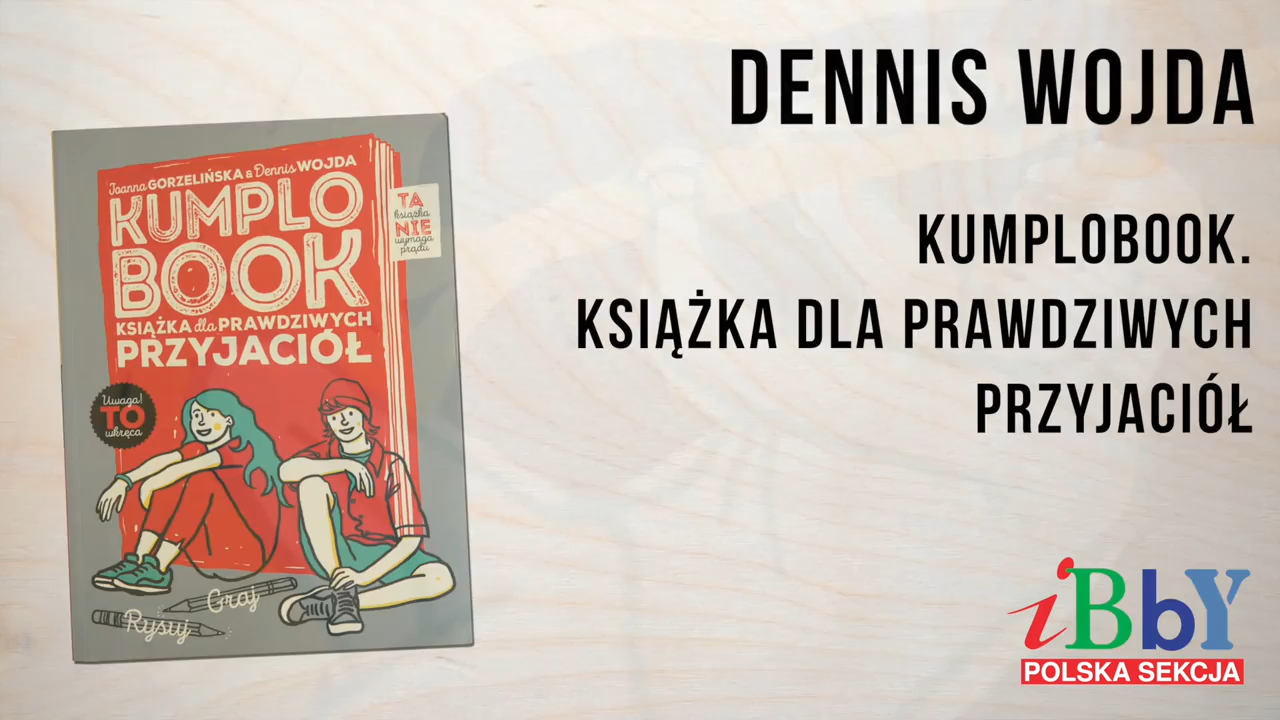 DENNIS WOJDA
KUMPLOBOOK.
KSIĄŻKA DLA PRAWDZIWYCH
PRZYJACIÓŁ
Joanna GORZELIŃSKA & Dennis WOJDA
KUMPLO
BOOK
KSIĄŻKA dla PRAWDZIWYCH
PRZYJACIÓŁ
TA
książka
NIE
wymaga
prądu
Uwaga!
TO
wkręca
Graj
Rysuj
iBbY
POLSKA SEKCJA